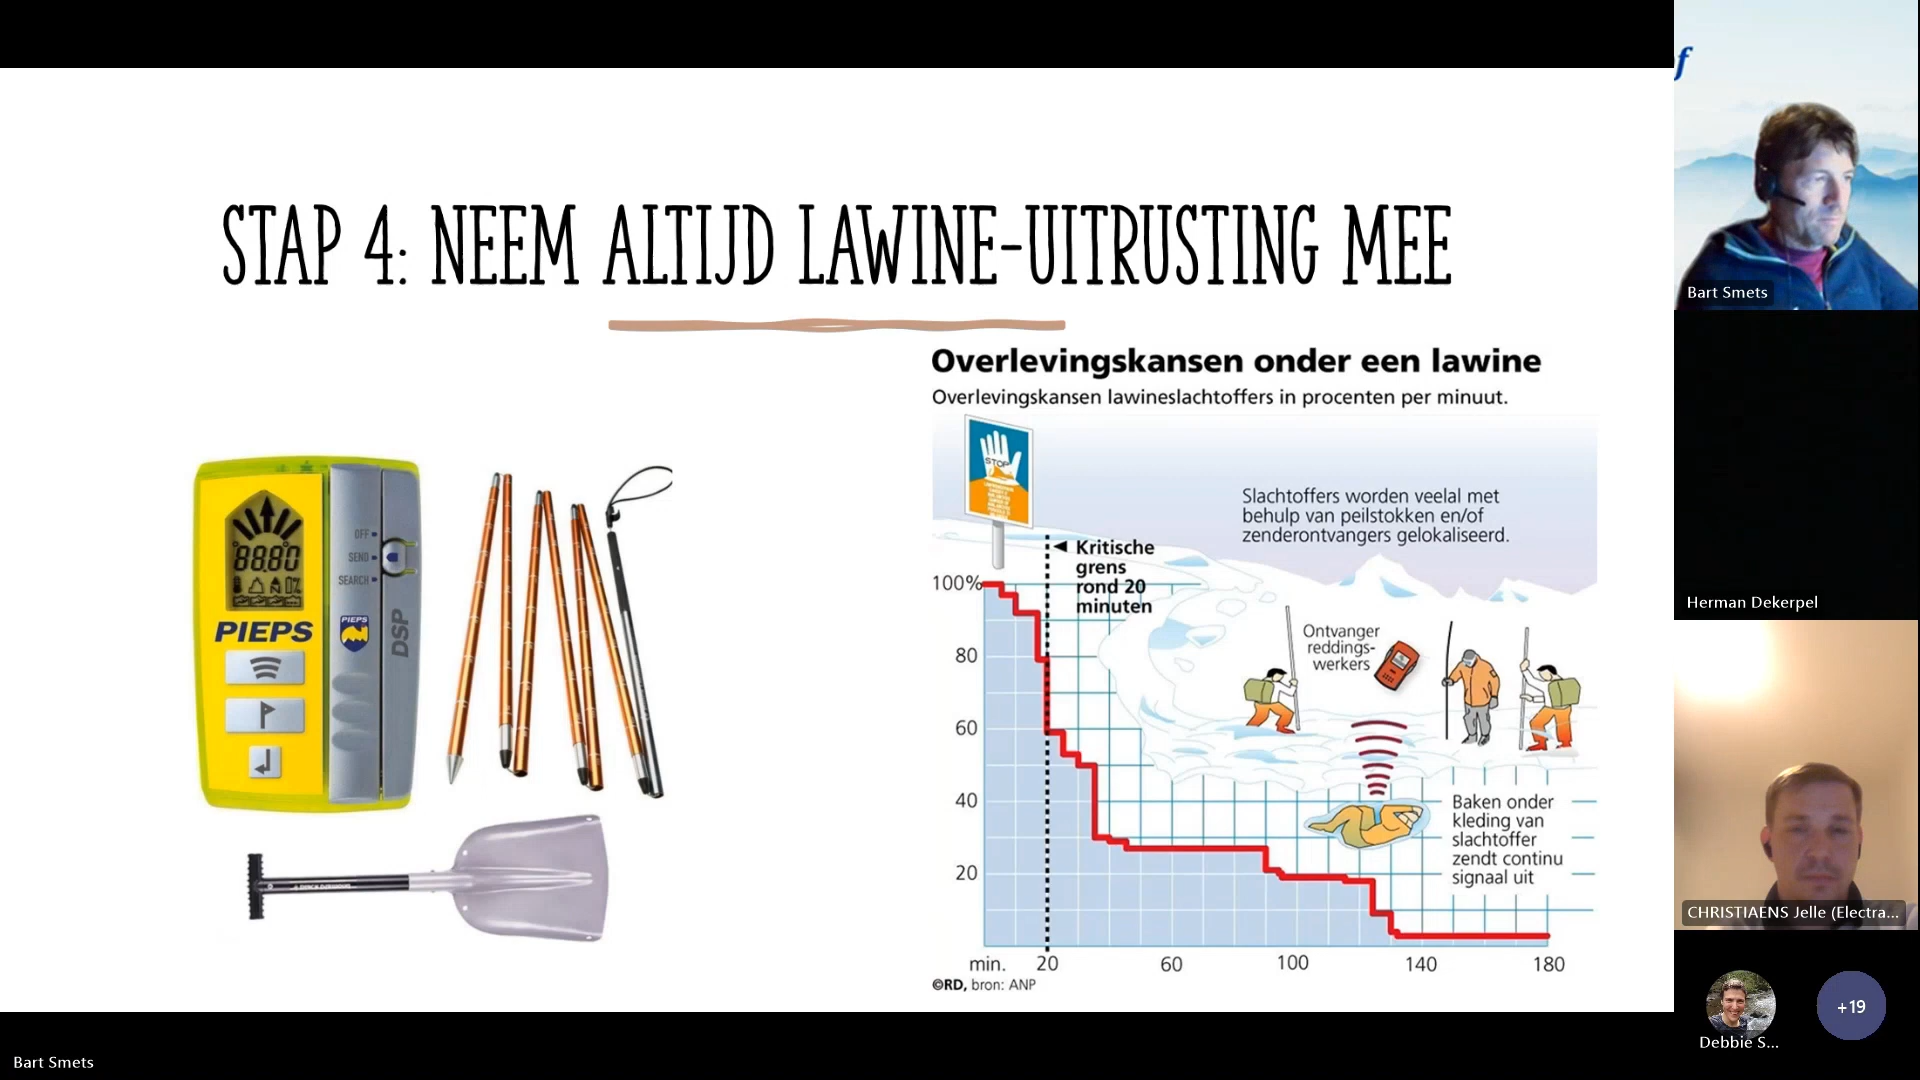 STAP 4: NEEM ALTIJD LAWINE-UITRUSTING MEE
Overlevingskansen onder een lawine
Overlevingskansen lawineslachtoffers in procenten per minuut.
STOP
Slachtoffers worden veelal met
behulp van peilstokken en/of
zenderontvangers gelokaliseerd.
Kritische
grens
rond 20
minuten
100%
80
60
40
20
Ontvanger
reddings-
werkers
Baken onder
kleding van
slachtoffer
zendt continu
signaal uit
min. 20 60 100 140 180
©RD, bron: ANP
OFF
SEND
SEARCH
PIEPS
PIEPS
DSP
f
Bart Smets
Herman Dekerpel
CHRISTIAENS Jelle (Electra...
Debbie S...
+19
Bart Smets